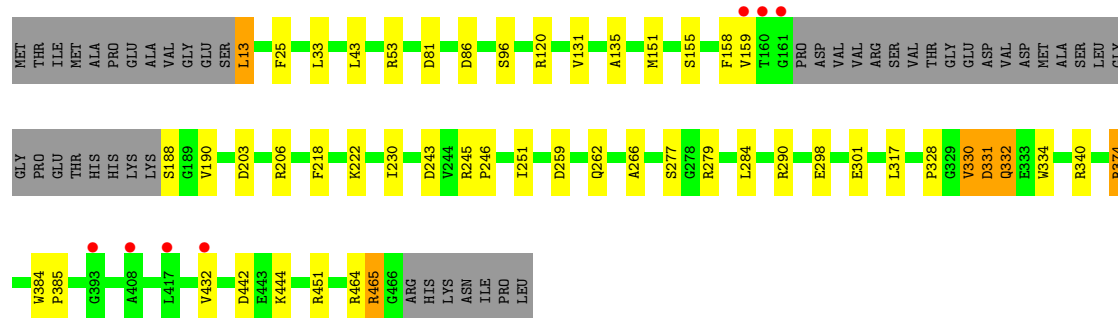 MET THR ILE MET ALA PRO GLU ALA VAL GLY GLU SER L13 F25 L33 L43 R53 D81 D86 S96 R120 V131 A135 M151 S155 F158 V159 T160 G161 PRO ASP VAL VAL ARG SER VAL THR GLY GLU ASP VAL ASP MET ALA SER LEU GLY
GLY PRO GLU THR HIS HIS LYS LYS S188 G189 V190 D203 R206 F218 K222 I230 D243 V244 R245 P246 I251 D259 Q262 A266 S277 G278 R279 L284 R290 E298 E301 L317 P328 G329 V330 D331 Q332 E333 W334 R340 R374
W384 P385 G393 A408 L417 V432 D442 E443 K444 R451 R464 R465 G466 ARG HIS LYS ASN ILE PRO LEU